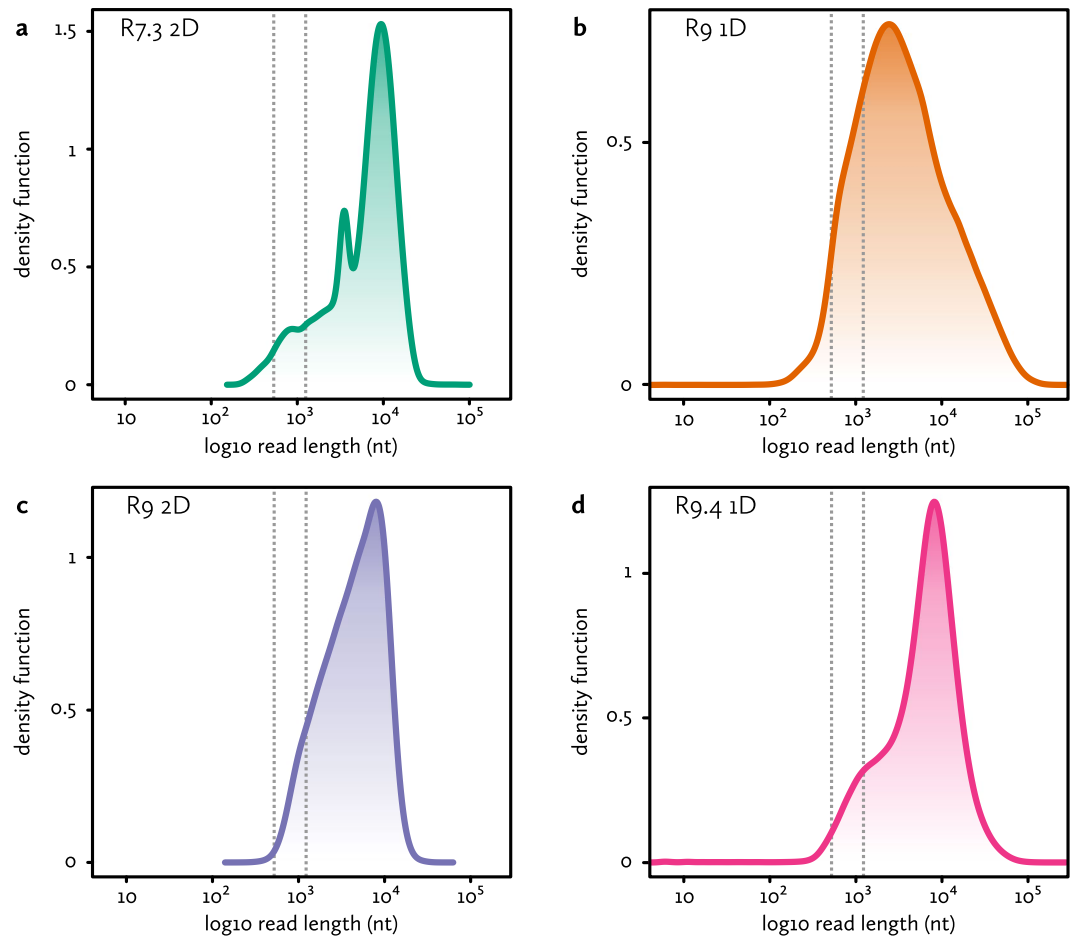 a
R7.3 2D
1.5
1
0.5
0
density function
10
10²
10³
10⁴
10⁵
log10 read length (nt)
b
R9 1D
0.5
0
density function
10
10²
10³
10⁴
10⁵
log10 read length (nt)
c
R9 2D
1
0.5
0
density function
10
10²
10³
10⁴
10⁵
log10 read length (nt)
d
R9.4 1D
1
0.5
0
density function
10
10²
10³
10⁴
10⁵
log10 read length (nt)